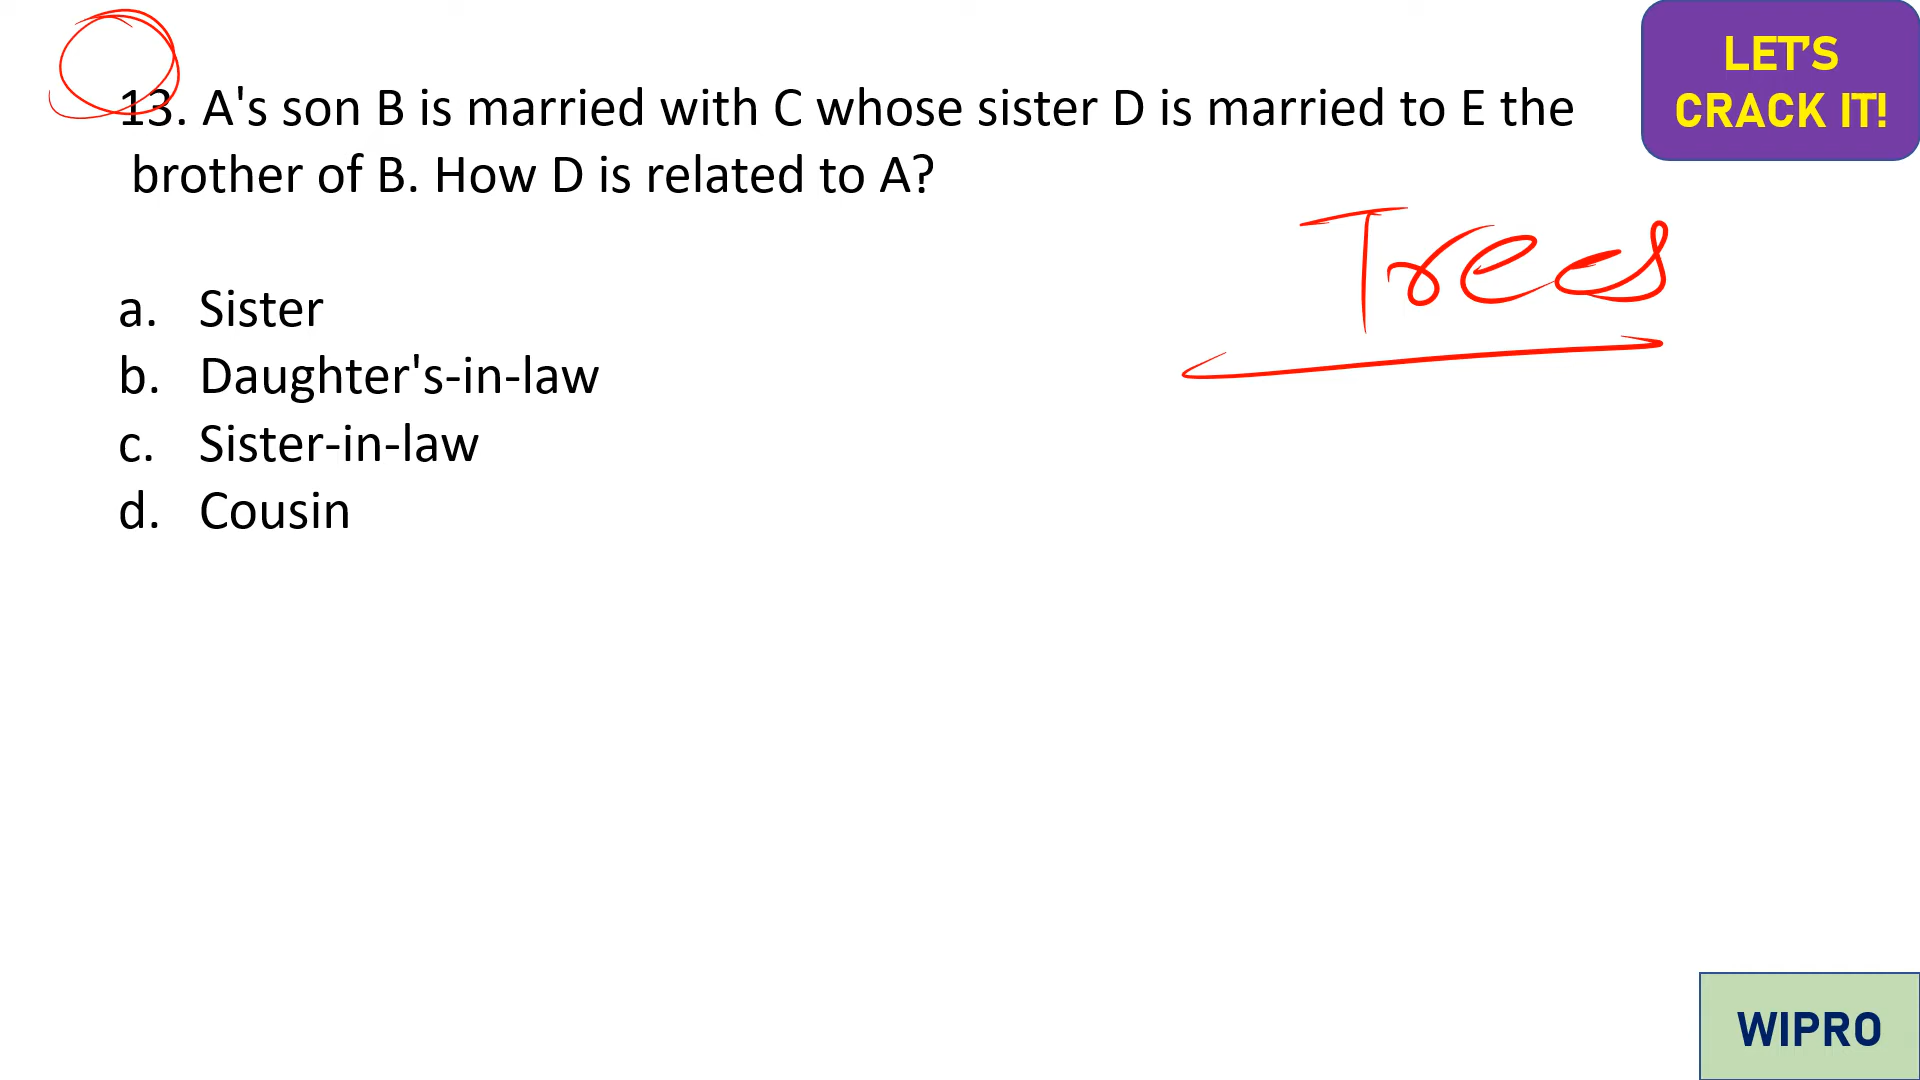 LET'S
CRACK IT!
13. A's son B is married with C whose sister D is married to E the
brother of B. How D is related to A?
Trees
a. Sister
b. Daughter's-in-law
c. Sister-in-law
d. Cousin
WIPRO